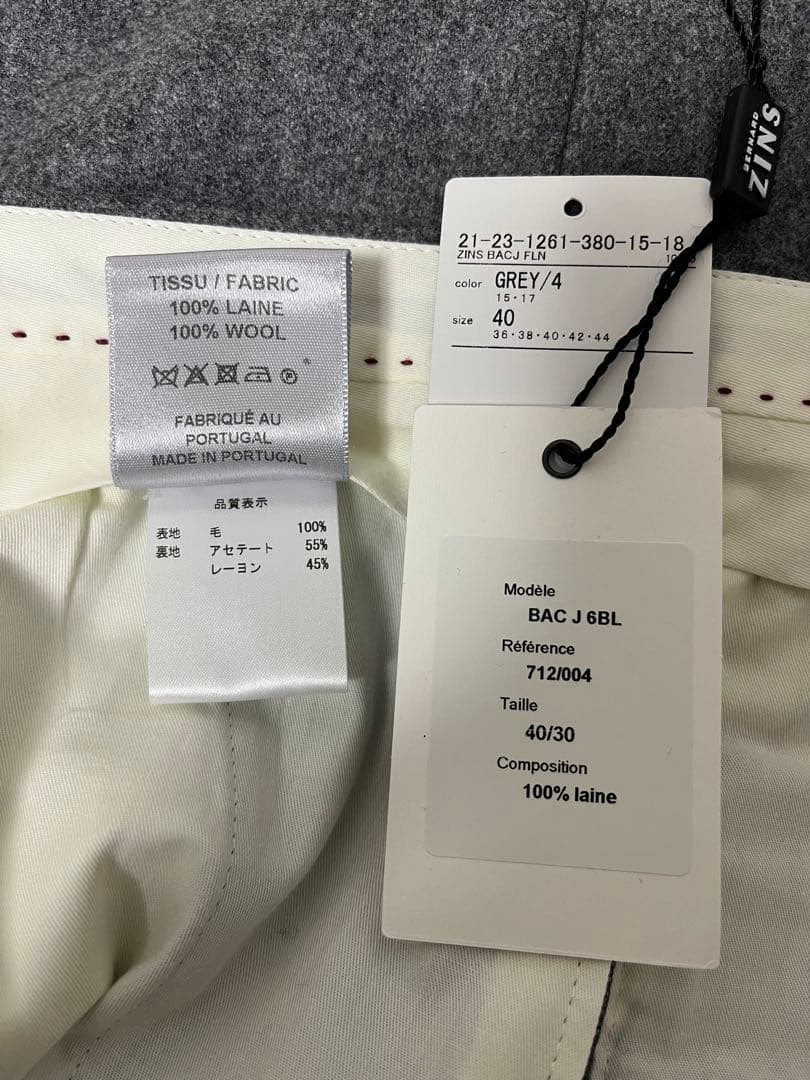 BERNARD
ZINS
21-23-1261-380-15-18
ZINS BACJ FLN
color GREY/4
15・17
size 40
36・38・40・42・44
TISSU / FABRIC
100% LAINE
100% WOOL
FABRIQUÉ AU
PORTUGAL
MADE IN PORTUGAL
品質表示
表地 毛 100%
裏地 アセテート 55%
レーヨン 45%
Modèle
BAC J 6BL
Référence
712/004
Taille
40/30
Composition
100% laine